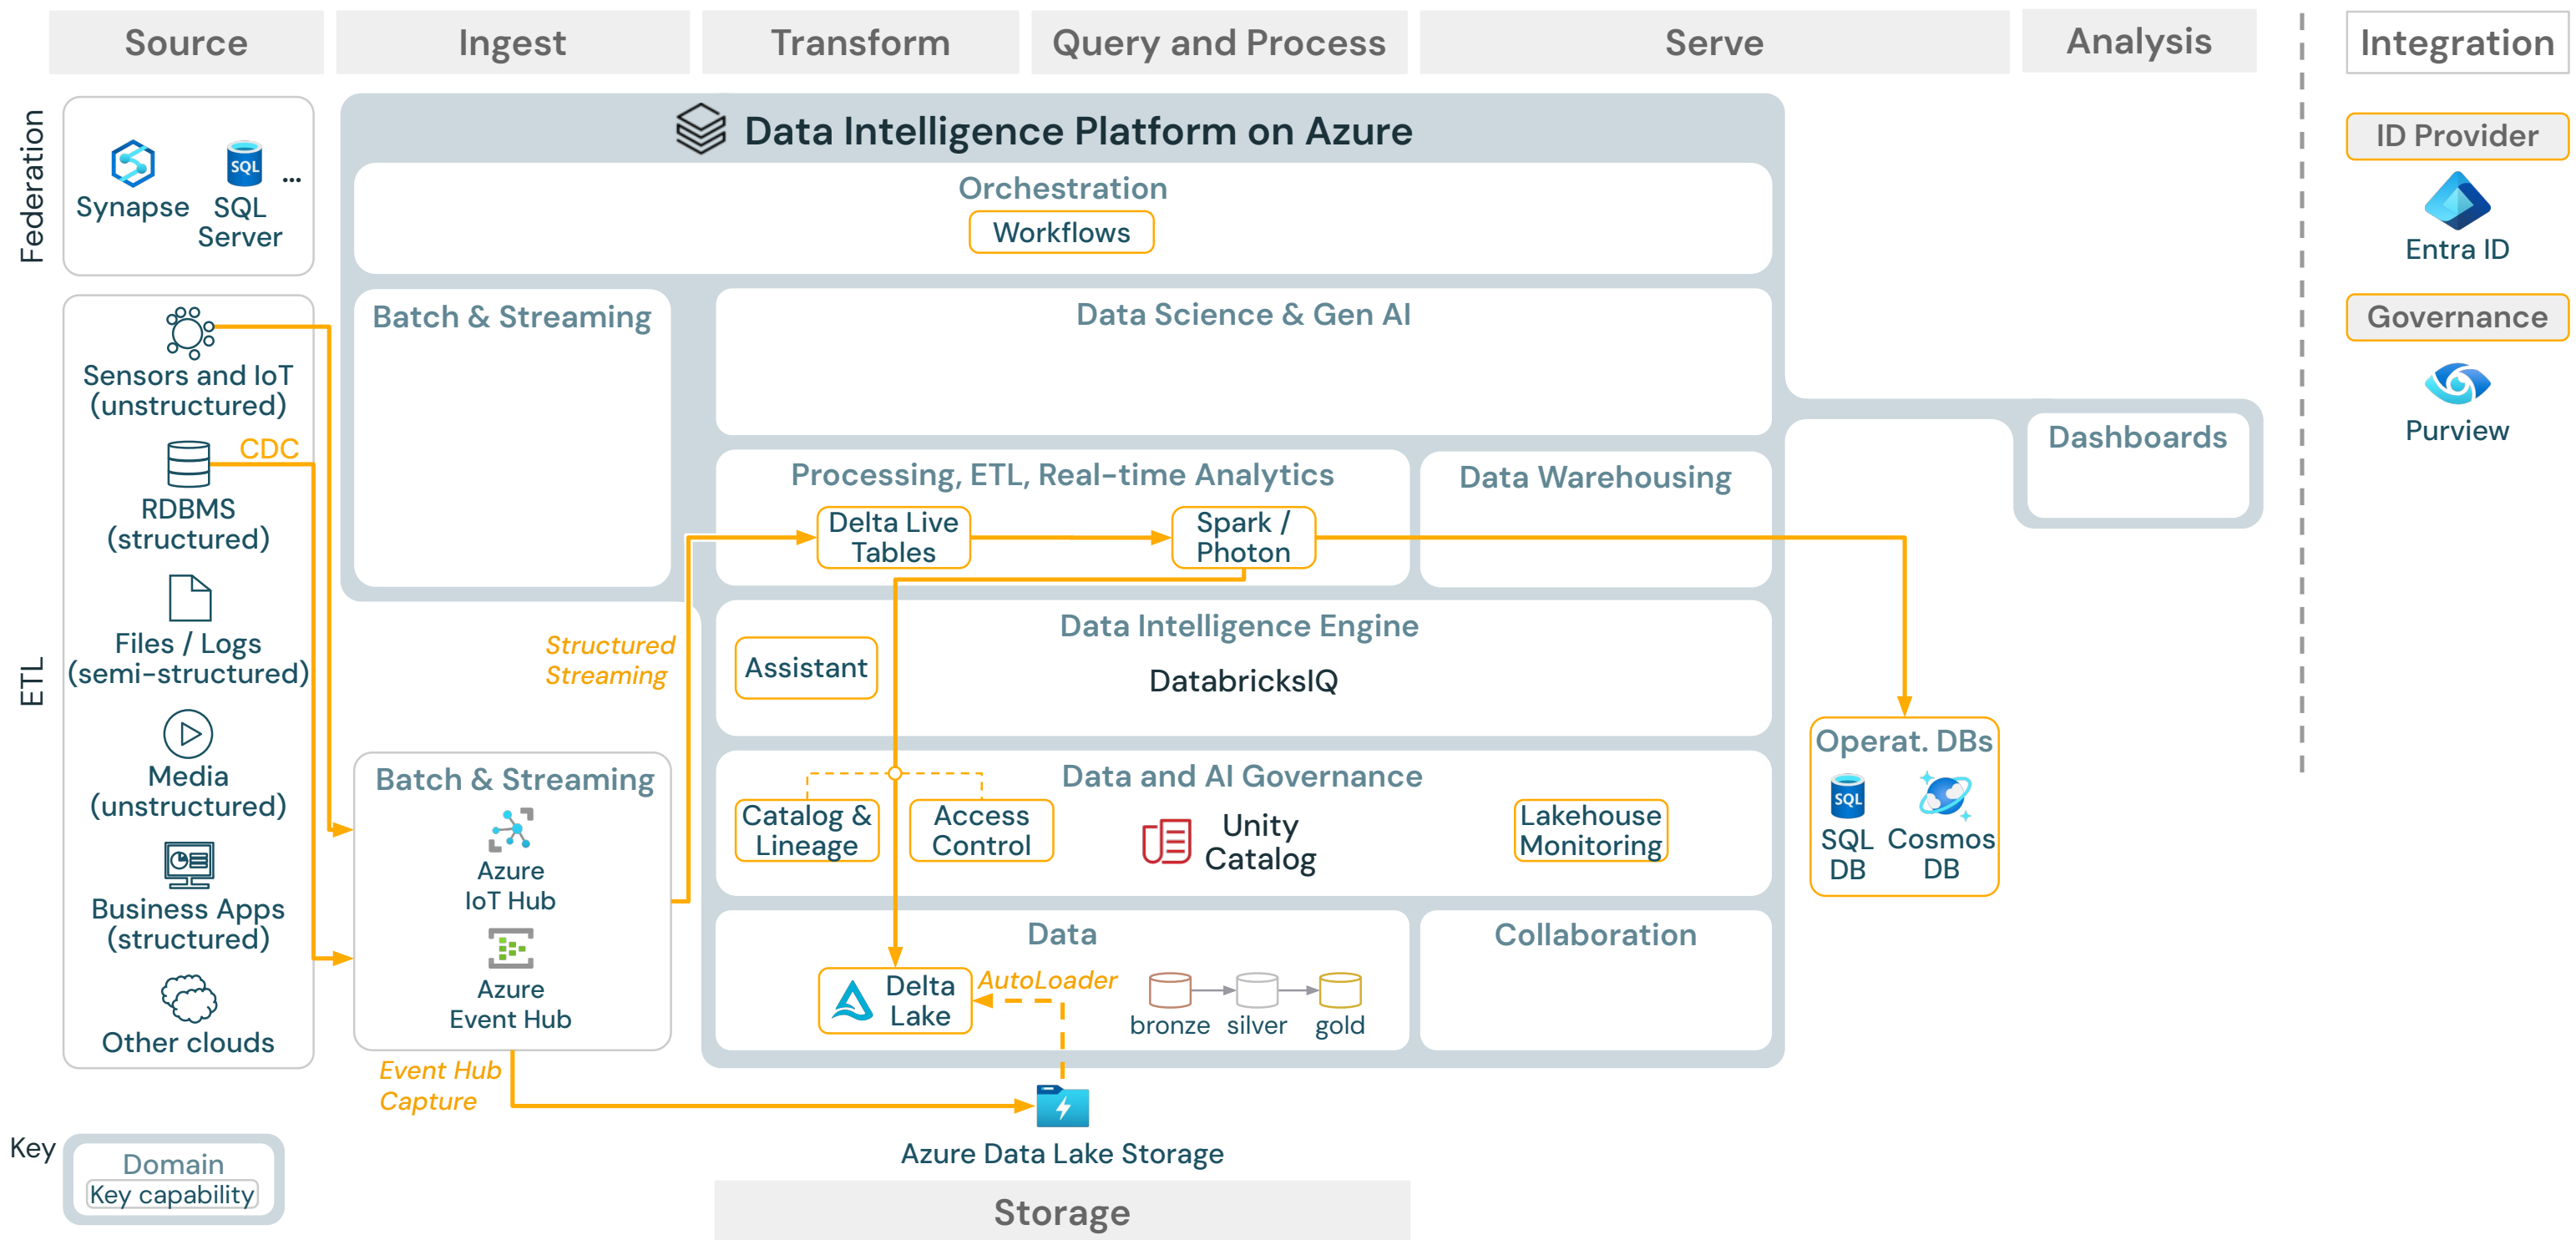 Source
Ingest
Transform
Query and Process
Serve
Analysis
Integration
Federation
Synapse
SQL
SQL
Server
...
Data Intelligence Platform on Azure
Orchestration
Workflows
ID Provider
Entra ID
Governance
Purview
ETL
Sensors and IoT
(unstructured)
CDC
RDBMS
(structured)
Files / Logs
(semi-structured)
Media
(unstructured)
Business Apps
(structured)
Other clouds
Batch & Streaming
Data Science & Gen AI
Processing, ETL, Real-time Analytics
Delta Live
Tables
Spark /
Photon
Data Warehousing
Dashboards
Structured
Streaming
Data Intelligence Engine
Assistant
DatabricksIQ
Batch & Streaming
Azure
IoT Hub
Azure
Event Hub
Data and AI Governance
Catalog &
Lineage
Access
Control
Unity
Catalog
Lakehouse
Monitoring
Operat. DBs
SQL
SQL
DB
Cosmos
DB
Data
Delta
Lake
AutoLoader
bronze
silver
gold
Collaboration
Event Hub
Capture
Azure Data Lake Storage
Key
Domain
Key capability
Storage